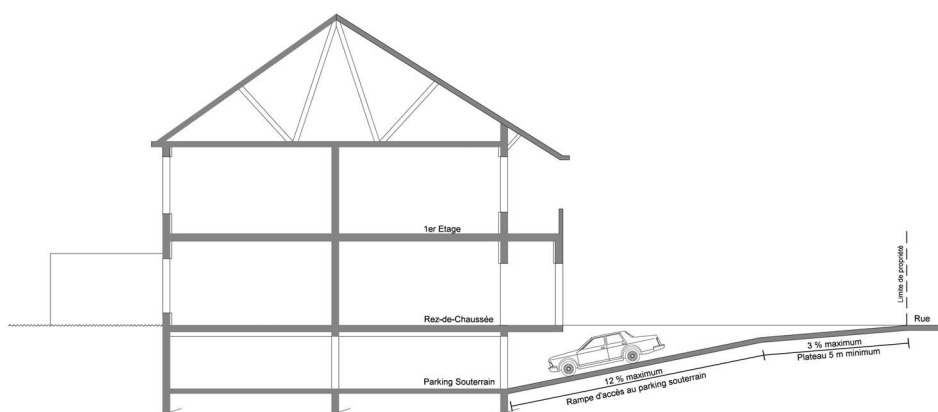 1er Etage
Limite de propriété
Rez-de-Chaussée
Rue
3 % maximum
Plateau 5 m minimum
Parking Souterrain
12 % maximum
Rampe d'accès au parking souterrain